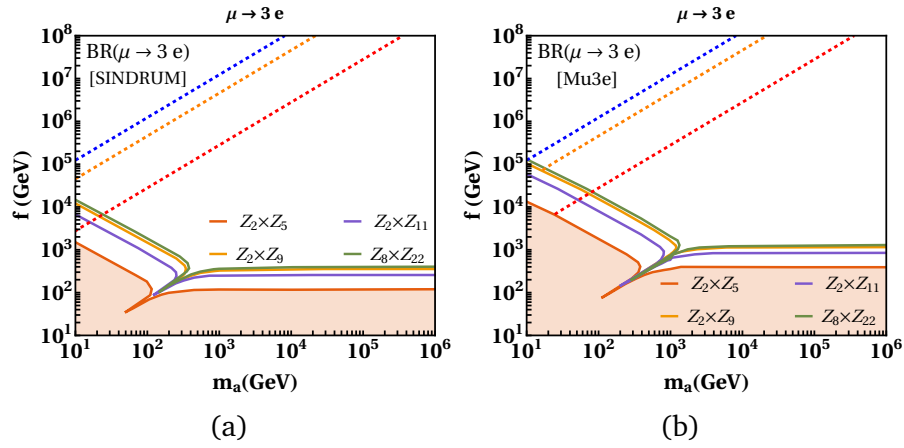 μ → 3 e
BR(μ → 3 e)
[SINDRUM]
f (GeV)
10^8
10^7
10^6
10^5
10^4
10^3
10^2
10^1
Z_2×Z_5
Z_2×Z_11
Z_2×Z_9
Z_8×Z_22
10^1 10^2 10^3 10^4 10^5 10^6
m_a(GeV)
(a)
μ → 3 e
BR(μ → 3 e)
[Mu3e]
f (GeV)
10^8
10^7
10^6
10^5
10^4
10^3
10^2
10^1
Z_2×Z_5
Z_2×Z_11
Z_2×Z_9
Z_8×Z_22
10^1 10^2 10^3 10^4 10^5 10^6
m_a(GeV)
(b)